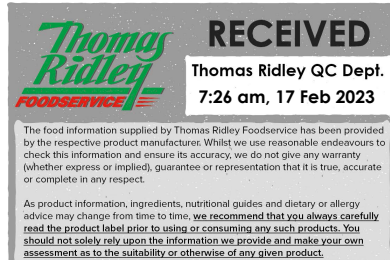 Thomas
Ridley
FOODSERVICE
RECEIVED
Thomas Ridley QC Dept.
7:26 am, 17 Feb 2023
The food information supplied by Thomas Ridley Foodservice has been provided
by the respective product manufacturer. Whilst we use reasonable endeavours to
check this information and ensure its accuracy, we do not give any warranty
(whether express or implied), guarantee or representation that it is true, accurate
or complete in any respect.
As product information, ingredients, nutritional guides and dietary or allergy
advice may change from time to time, we recommend that you always carefully
read the product label prior to using or consuming any such products. You
should not solely rely upon the information we provide and make your own
assessment as to the suitability or otherwise of any given product.